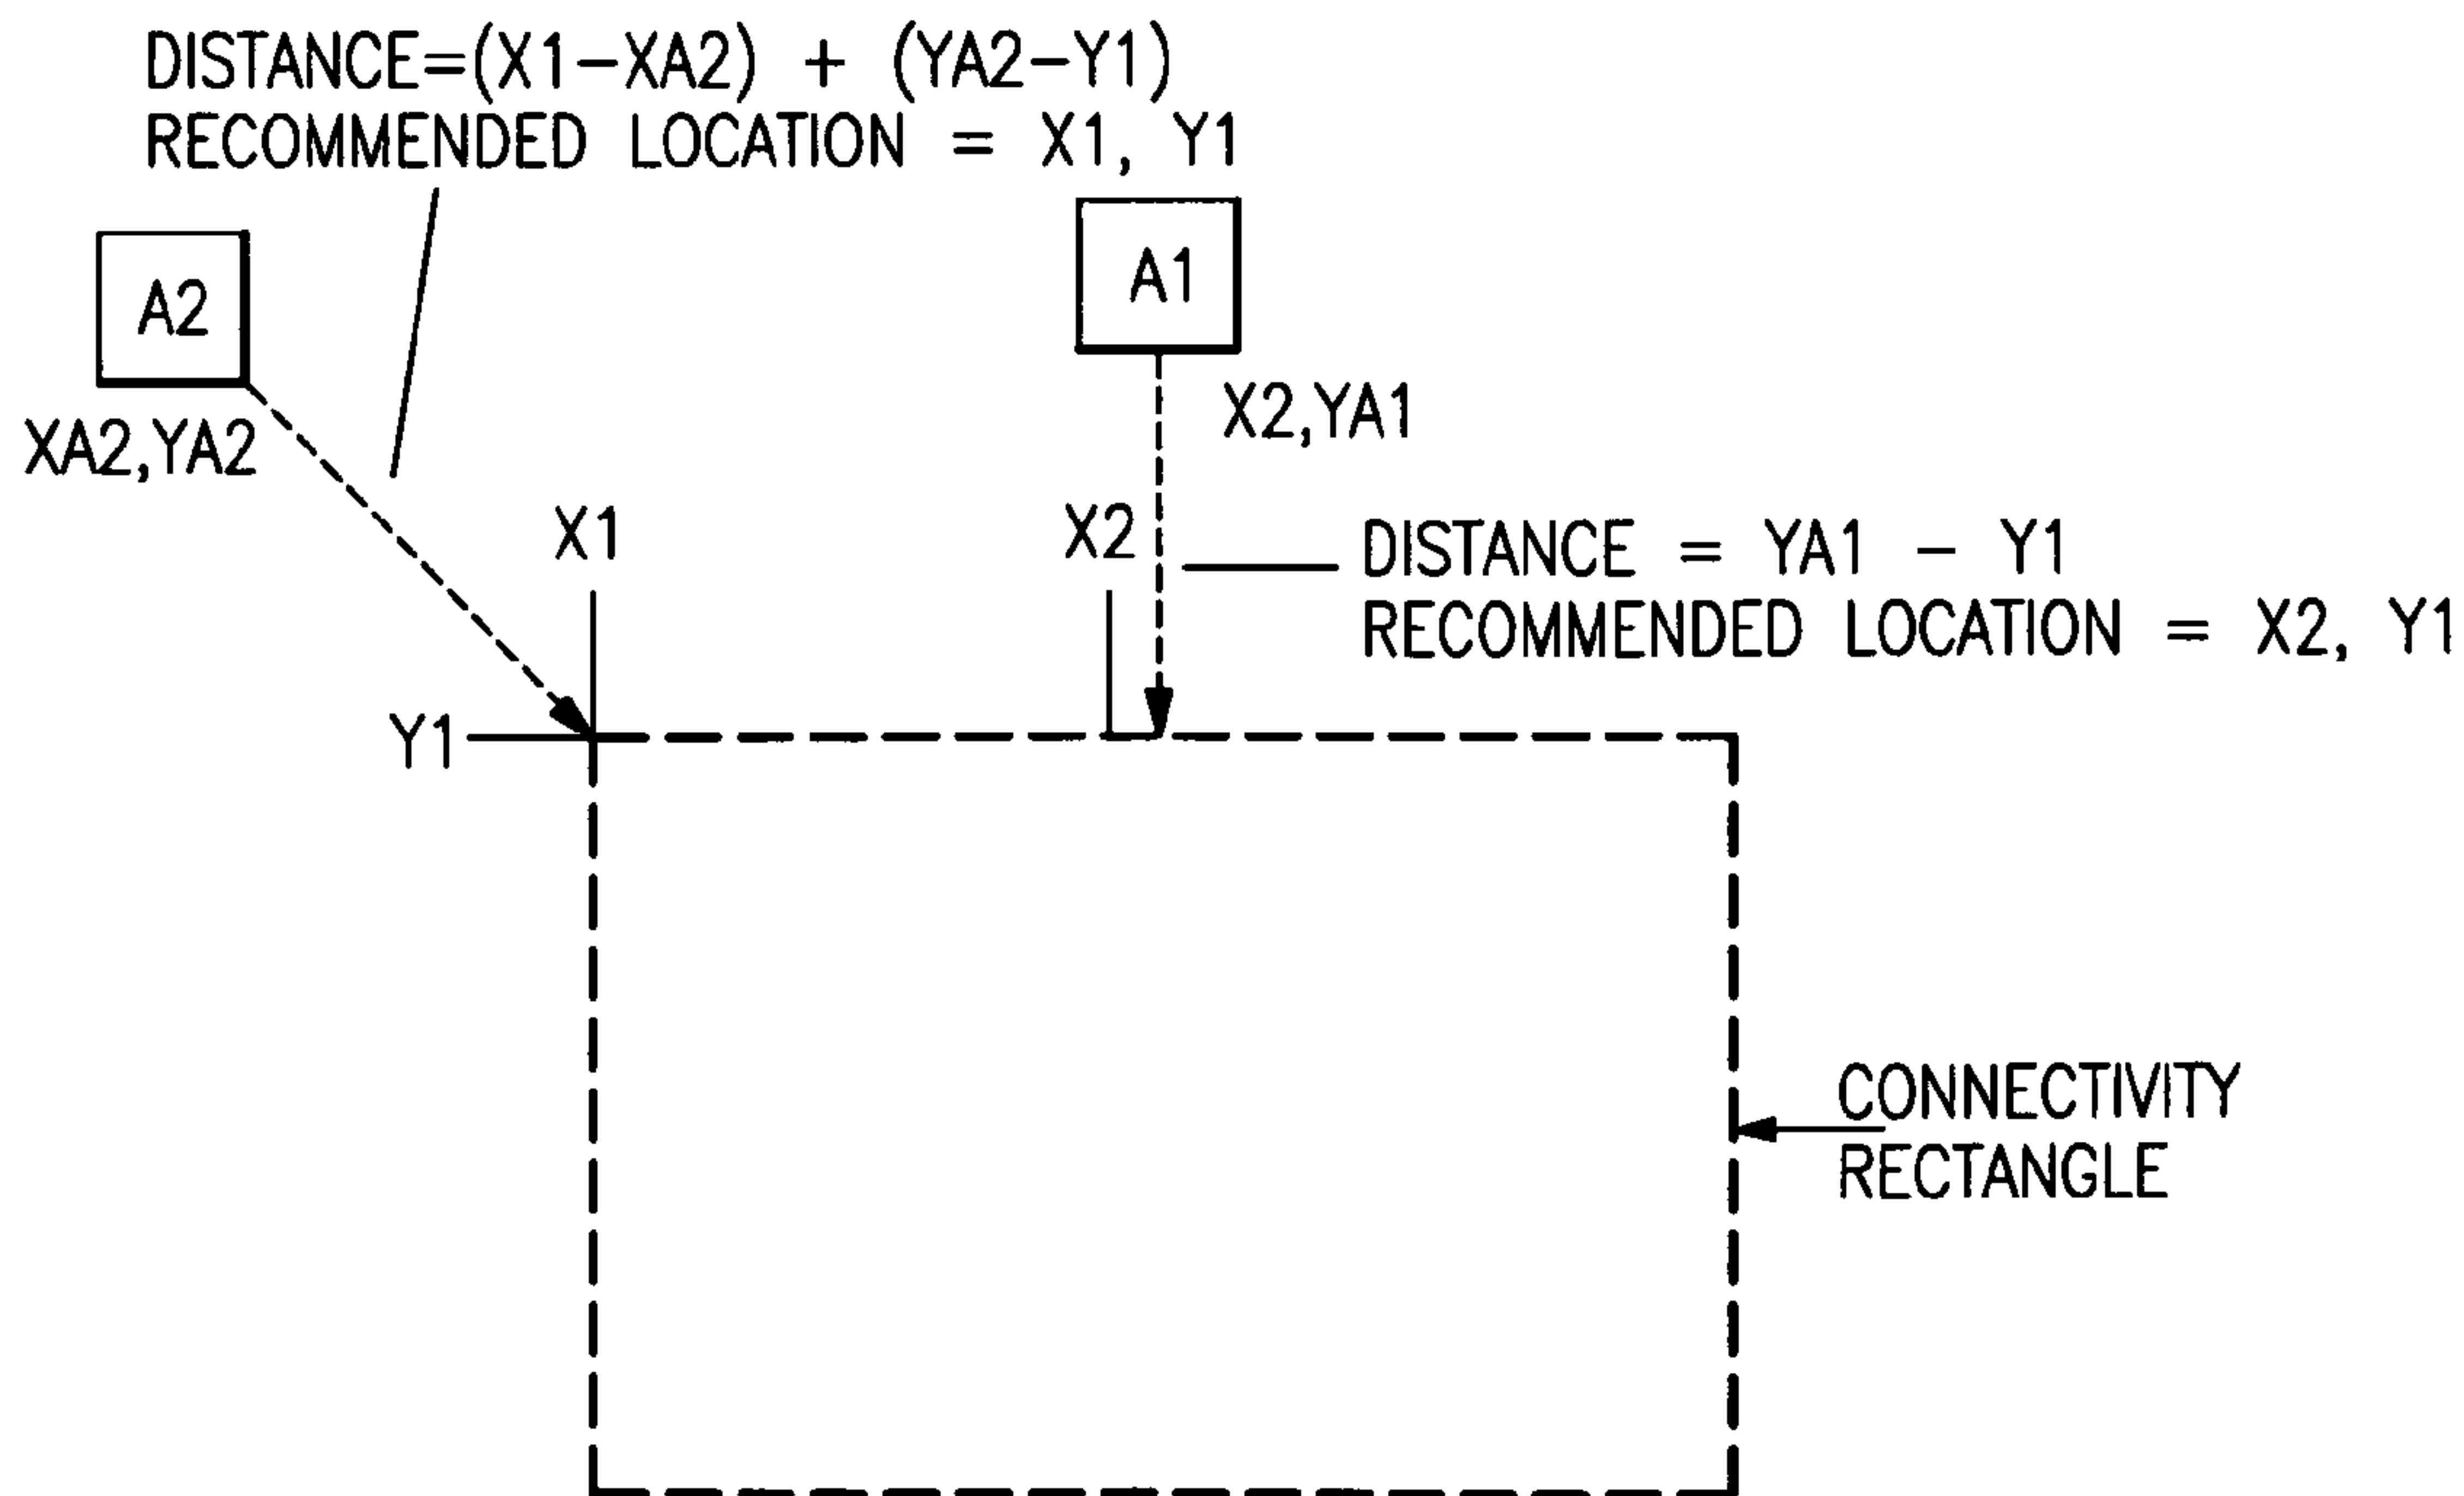 DISTANCE=(X1-XA2) + (YA2-Y1)
RECOMMENDED LOCATION = X1, Y1
A2
A1
XA2,YA2
X2,YA1
X1
X2
DISTANCE = YA1 - Y1
RECOMMENDED LOCATION = X2, Y1
Y1
CONNECTIVITY
RECTANGLE